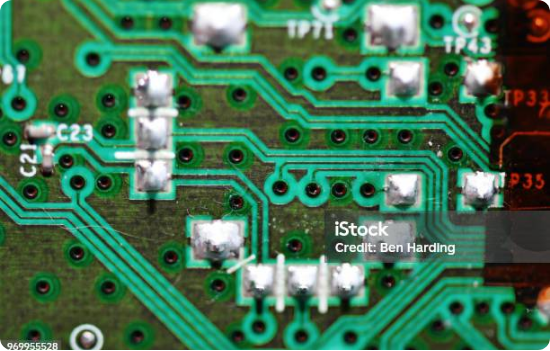 TP71
TP43
TP33
C23
C21
TP35
iStock
Credit: Ben Harding
969955528